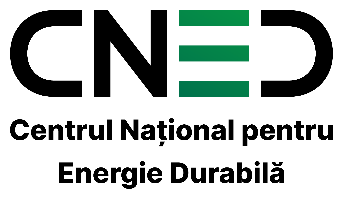 CNED
Centrul Național pentru
Energie Durabilă